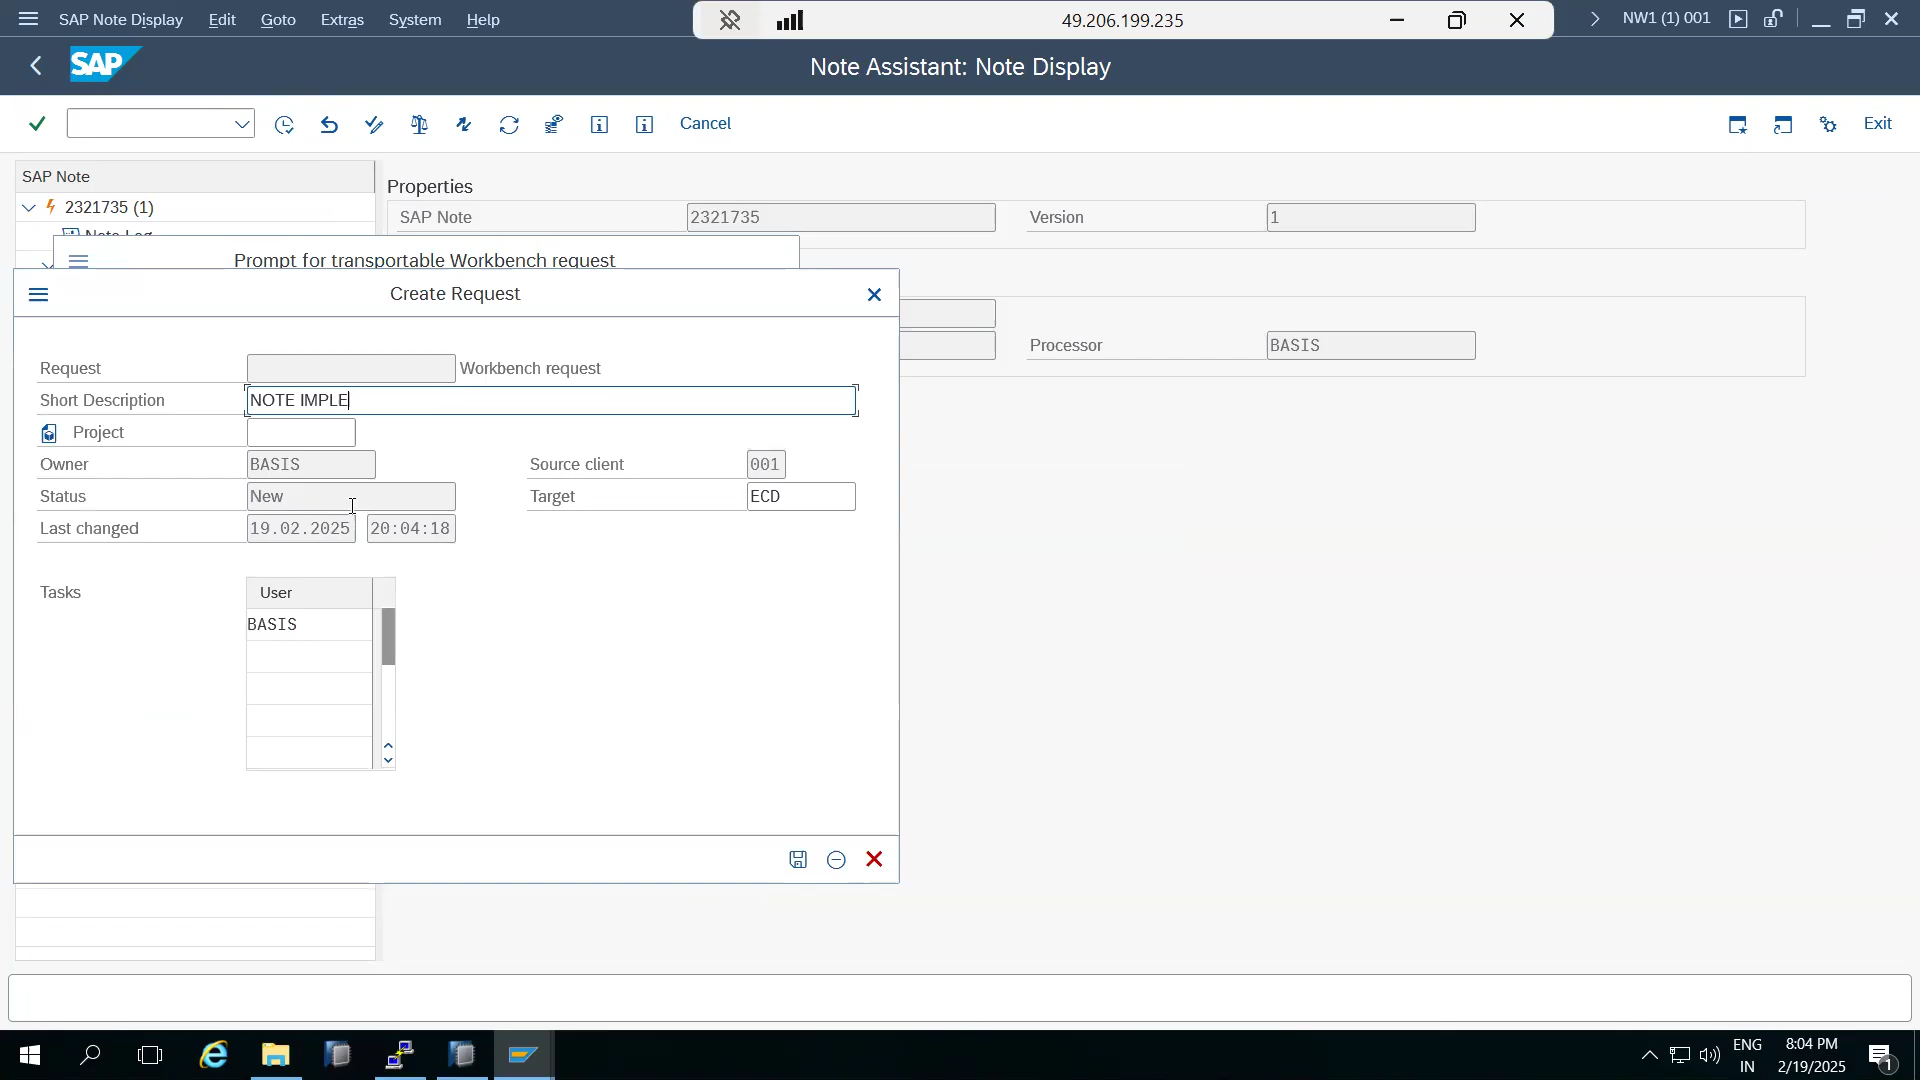 SAP Note Display Edit Goto Extras System Help
49.206.199.235
NW1 (1) 001
SAP
Note Assistant: Note Display
Cancel
Exit
SAP Note
Properties
2321735 (1)
SAP Note 2321735 Version 1
Note Log
Prompt for transportable Workbench request
Create Request
Processor BASIS
Request Workbench request
Short Description NOTE IMPLE
Project
Owner BASIS Source client 001
Status New Target ECD
Last changed 19.02.2025 20:04:18
Tasks User
BASIS
ENG
IN
8:04 PM
2/19/2025
1